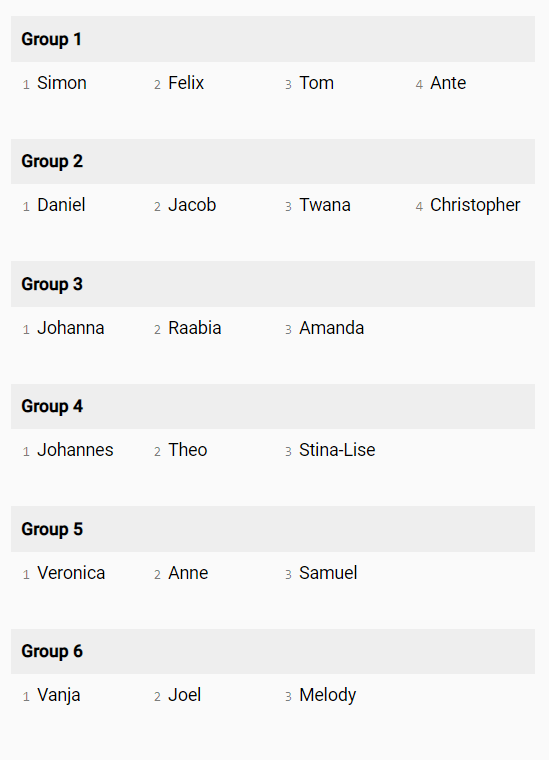 Group 1
1 Simon 2 Felix 3 Tom 4 Ante
Group 2
1 Daniel 2 Jacob 3 Twana 4 Christopher
Group 3
1 Johanna 2 Raabia 3 Amanda
Group 4
1 Johannes 2 Theo 3 Stina-Lise
Group 5
1 Veronica 2 Anne 3 Samuel
Group 6
1 Vanja 2 Joel 3 Melody